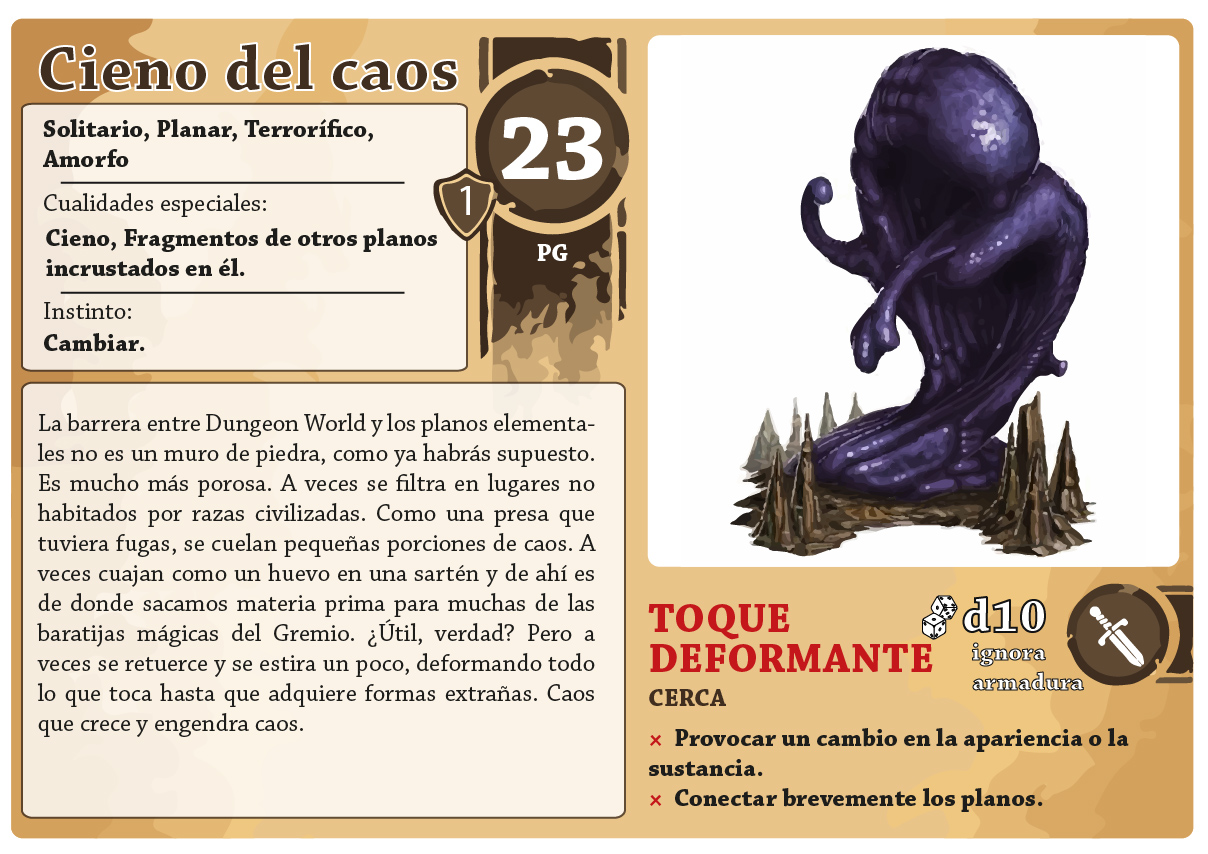 Cieno del caos
Solitario, Planar, Terrorífico,
Amorfo
Cualidades especiales:
Cieno, Fragmentos de otros planos
incrustados en él.
Instinto:
Cambiar.
1
23
PG
La barrera entre Dungeon World y los planos elementa-
les no es un muro de piedra, como ya habrás supuesto.
Es mucho más porosa. A veces se filtra en lugares no
habitados por razas civilizadas. Como una presa que
tuviera fugas, se cuelan pequeñas porciones de caos. A
veces cuajan como un huevo en una sartén y de ahí es
de donde sacamos materia prima para muchas de las
baratijas mágicas del Gremio. ¿Útil, verdad? Pero a
veces se retuerce y se estira un poco, deformando todo
lo que toca hasta que adquiere formas extrañas. Caos
que crece y engendra caos.
TOQUE
DEFORMANTE
CERCA
d10
ignora
armadura
× Provocar un cambio en la apariencia o la
sustancia.
× Conectar brevemente los planos.